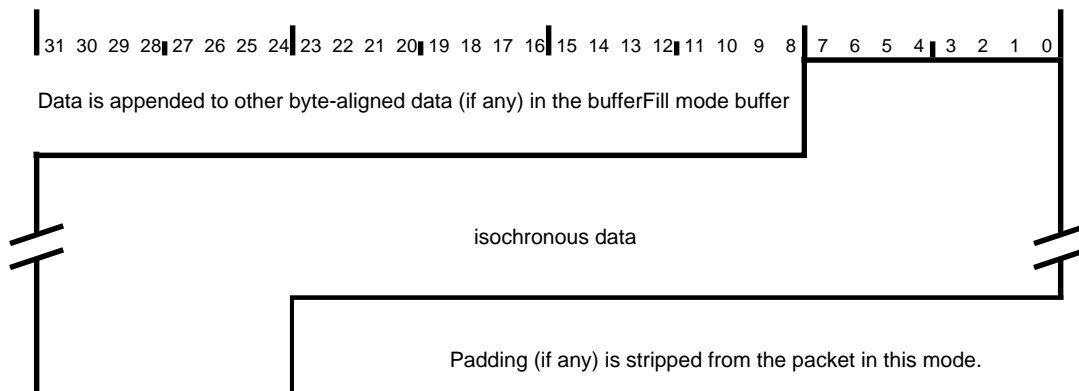 31 30 29 28 27 26 25 24 23 22 21 20 19 18 17 16 15 14 13 12 11 10 9 8 7 6 5 4 3 2 1 0
Data is appended to other byte-aligned data (if any) in the bufferFill mode buffer
isochronous data
Padding (if any) is stripped from the packet in this mode.